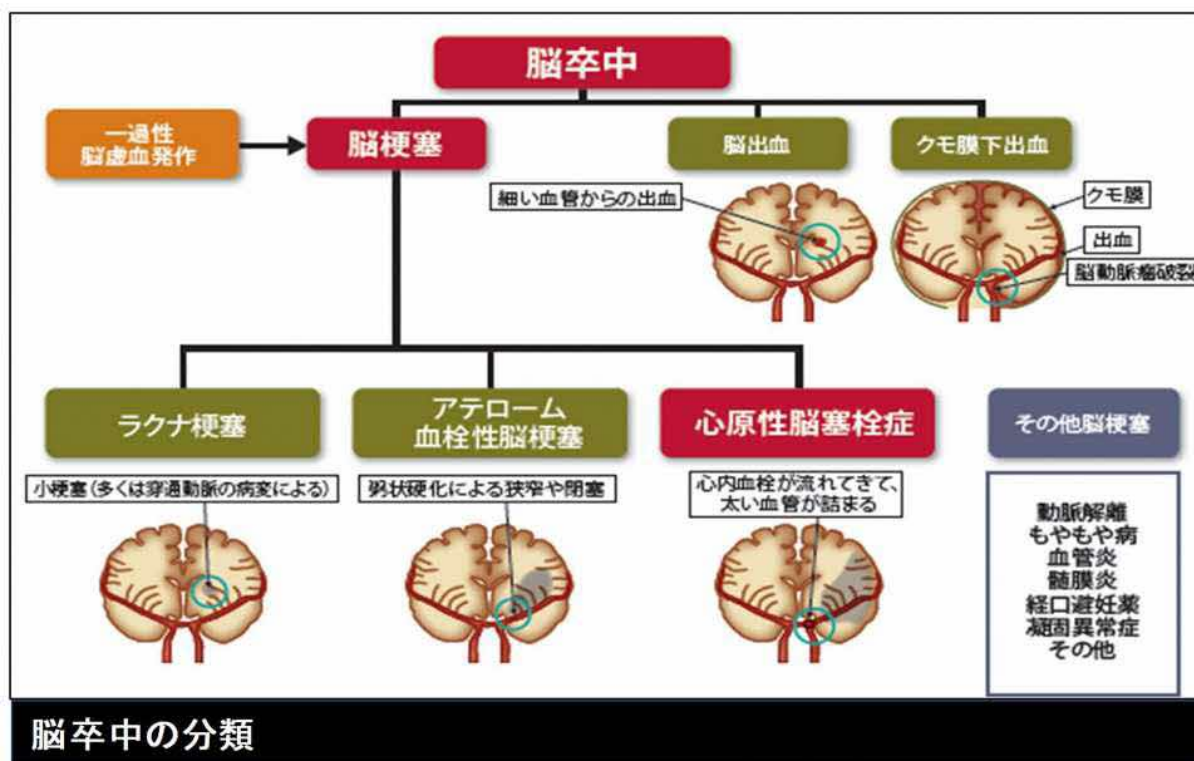 脳卒中
一過性
脳虚血発作
脳梗塞
脳出血
クモ膜下出血
細い血管からの出血
クモ膜
出血
脳動脈瘤破裂
ラクナ梗塞
アテローム
血栓性脳梗塞
心原性脳塞栓症
その他脳梗塞
小梗塞(多くは穿通動脈の病変による)
粥状硬化による狭窄や閉塞
心内血栓が流れてきて、
太い血管が詰まる
動脈解離
もやもや病
血管炎
髄膜炎
経口避妊薬
凝固異常症
その他
脳卒中の分類